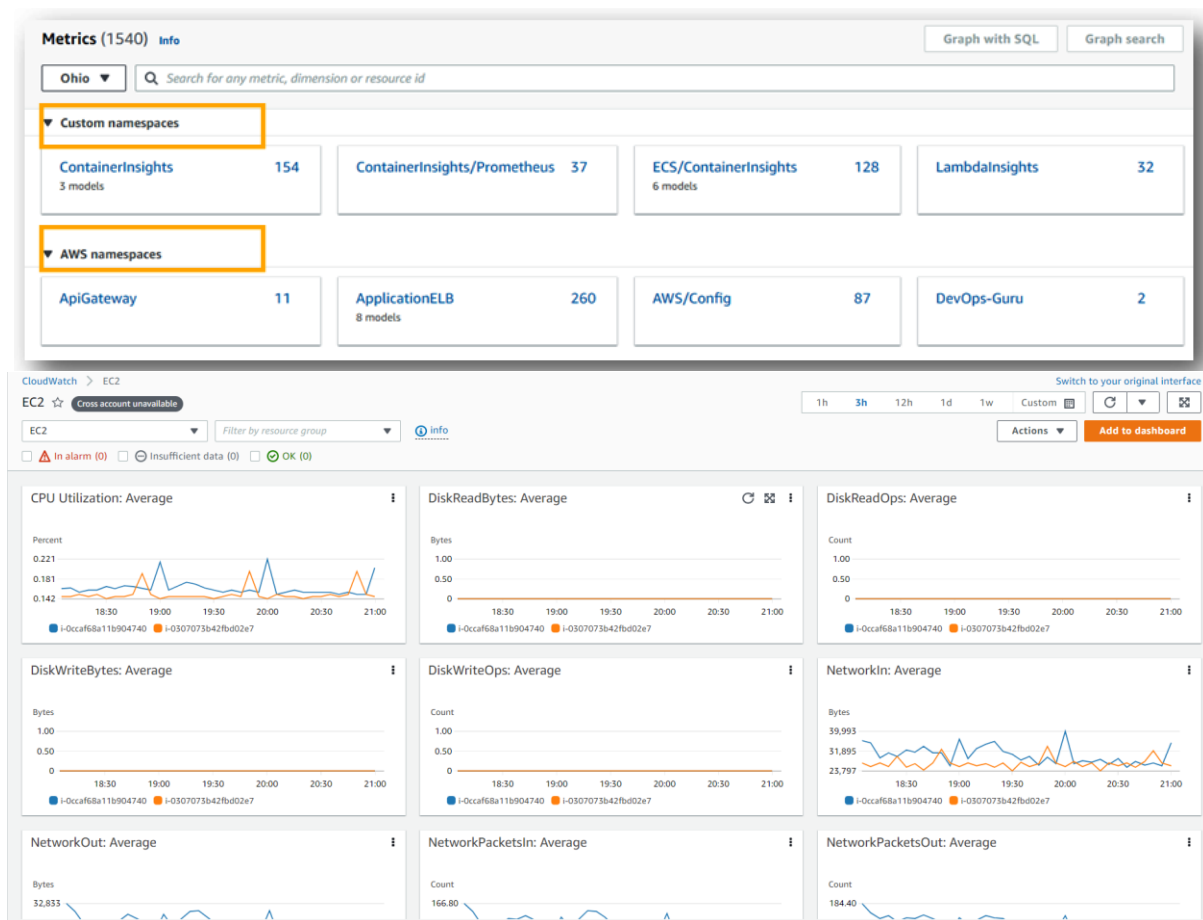 Metrics (1540) Info
Graph with SQL
Graph search
Ohio
Search for any metric, dimension or resource id
Custom namespaces
ContainerInsights 154
3 models
ContainerInsights/Prometheus 37
ECS/ContainerInsights 128
6 models
LambdaInsights 32
AWS namespaces
ApiGateway 11
ApplicationELB 260
8 models
AWS/Config 87
DevOps-Guru 2
CloudWatch > EC2
Switch to your original interface
EC2 Cross account unavailable
1h 3h 12h 1d 1w Custom
EC2
Filter by resource group
info
Actions
Add to dashboard
In alarm (0) Insufficient data (0) OK (0)
CPU Utilization: Average
Percent
0.221
0.181
0.142
18:30 19:00 19:30 20:00 20:30 21:00
i-0ccaf68a11b904740 i-0307073b42fbd02e7
DiskReadBytes: Average
Bytes
1.00
0.50
0
18:30 19:00 19:30 20:00 20:30 21:00
i-0ccaf68a11b904740 i-0307073b42fbd02e7
DiskReadOps: Average
Count
1.00
0.50
0
18:30 19:00 19:30 20:00 20:30 21:00
i-0ccaf68a11b904740 i-0307073b42fbd02e7
DiskWriteBytes: Average
Bytes
1.00
0.50
0
18:30 19:00 19:30 20:00 20:30 21:00
i-0ccaf68a11b904740 i-0307073b42fbd02e7
DiskWriteOps: Average
Count
1.00
0.50
0
18:30 19:00 19:30 20:00 20:30 21:00
i-0ccaf68a11b904740 i-0307073b42fbd02e7
NetworkIn: Average
Bytes
39,993
31,895
23,797
18:30 19:00 19:30 20:00 20:30 21:00
i-0ccaf68a11b904740 i-0307073b42fbd02e7
NetworkOut: Average
Bytes
32,833
NetworkPacketsIn: Average
Count
166.80
NetworkPacketsOut: Average
Count
184.40